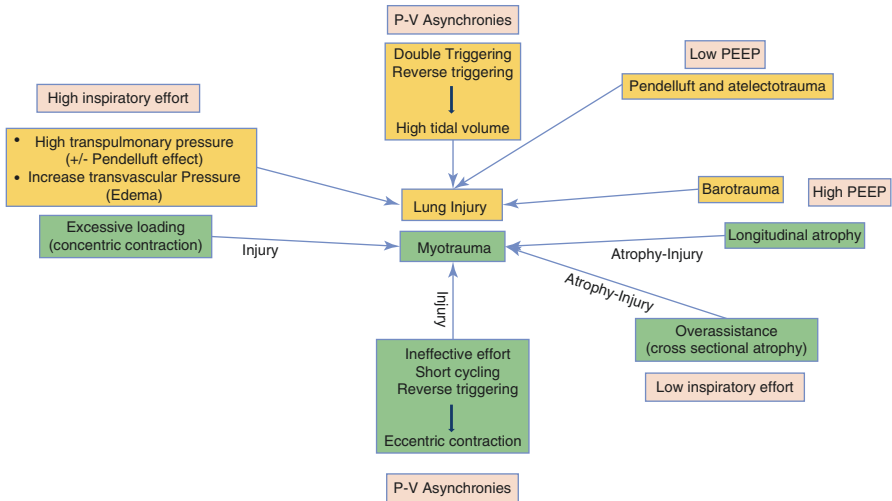 P-V Asynchronies
Double Triggering
Reverse triggering
High tidal volume
Low PEEP
Pendelluft and atelectotrauma
High inspiratory effort
• High transpulmonary pressure
(+/- Pendelluft effect)
• Increase transvascular Pressure
(Edema)
Lung Injury
Barotrauma
High PEEP
Excessive loading
(concentric contraction)
Injury
Myotrauma
Longitudinal atrophy
Atrophy-Injury
Atrophy-Injury
Injury
Overassistance
(cross sectional atrophy)
Low inspiratory effort
Ineffective effort
Short cycling
Reverse triggering
Eccentric contraction
P-V Asynchronies